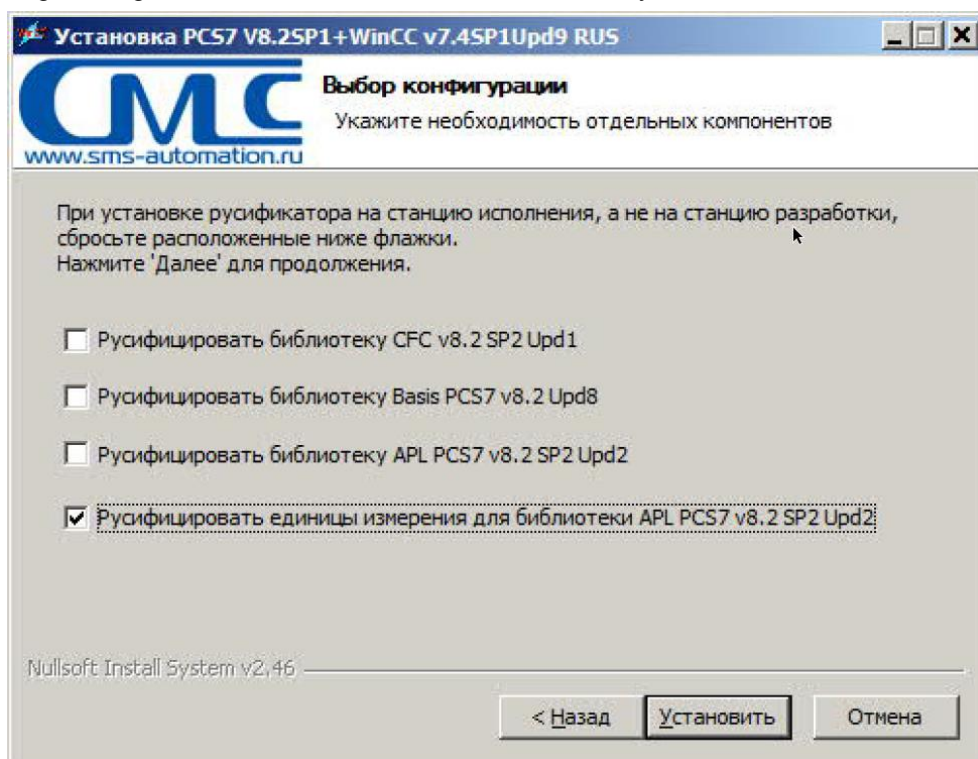 Установка PCS7 V8.2SP1+WinCC v7.4SP1Upd9 RUS
СМС
www.sms-automation.ru
Выбор конфигурации
Укажите необходимость отдельных компонентов
При установке русификатора на станцию исполнения, а не на станцию разработки,
сбросьте расположенные ниже флажки.
Нажмите 'Далее' для продолжения.
Русифицировать библиотеку CFC v8.2 SP2 Upd1
Русифицировать библиотеку Basis PCS7 v8.2 Upd8
Русифицировать библиотеку APL PCS7 v8.2 SP2 Upd2
Русифицировать единицы измерения для библиотеки APL PCS7 v8.2 SP2 Upd2
Nullsoft Install System v2.46
< Назад
Установить
Отмена